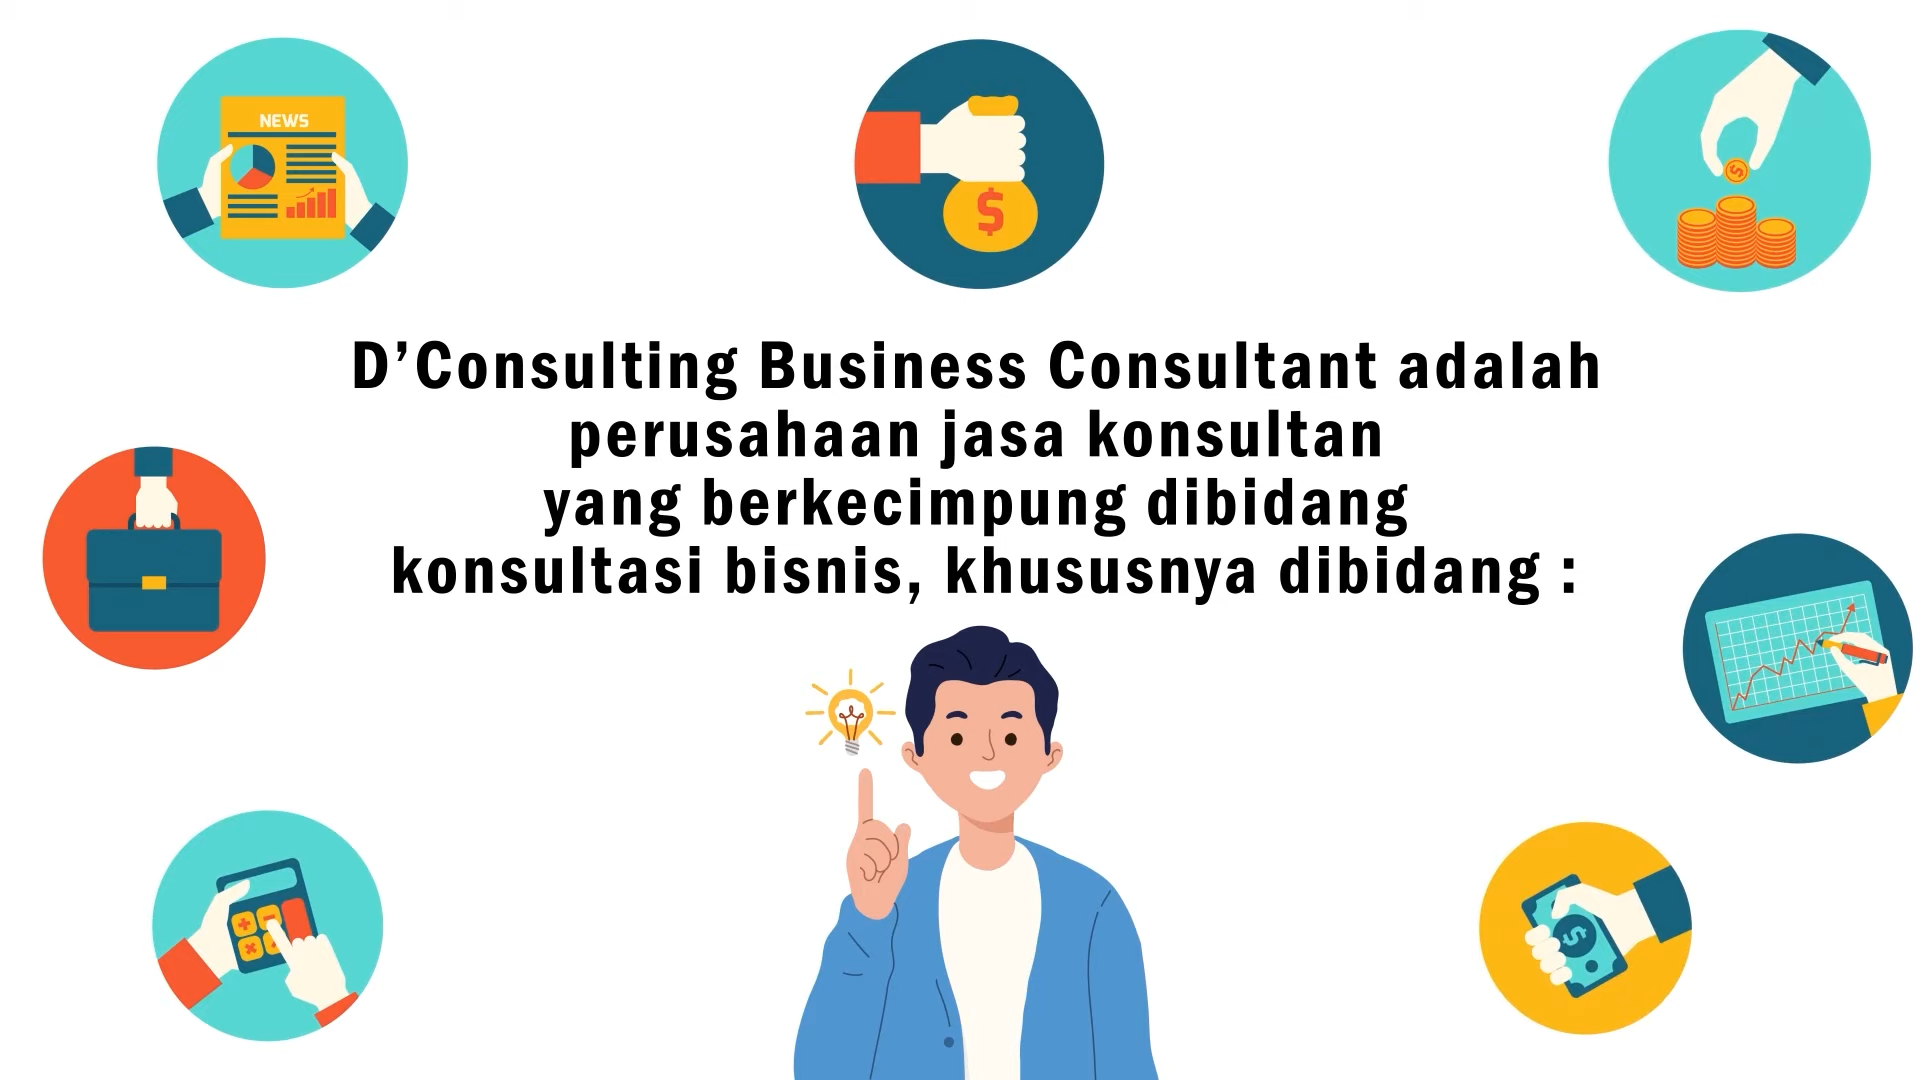 NEWS
$
$
D’Consulting Business Consultant adalah
perusahaan jasa konsultan
yang berkecimpung dibidang
konsultasi bisnis, khususnya dibidang :
$